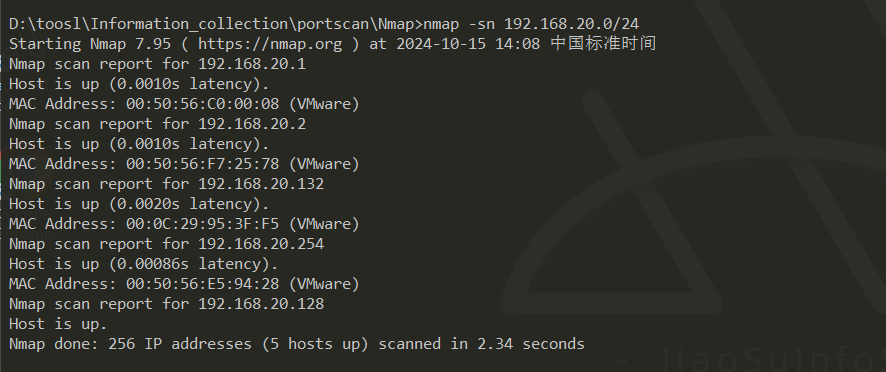 D:\toosl\Information_collection\portscan\Nmap>nmap -sn 192.168.20.0/24
Starting Nmap 7.95 ( https://nmap.org ) at 2024-10-15 14:08 中国标准时间
Nmap scan report for 192.168.20.1
Host is up (0.0010s latency).
MAC Address: 00:50:56:C0:00:08 (VMware)
Nmap scan report for 192.168.20.2
Host is up (0.0010s latency).
MAC Address: 00:50:56:F7:25:78 (VMware)
Nmap scan report for 192.168.20.132
Host is up (0.0020s latency).
MAC Address: 00:0C:29:95:3F:F5 (VMware)
Nmap scan report for 192.168.20.254
Host is up (0.00086s latency).
MAC Address: 00:50:56:E5:94:28 (VMware)
Nmap scan report for 192.168.20.128
Host is up.
Nmap done: 256 IP addresses (5 hosts up) scanned in 2.34 seconds